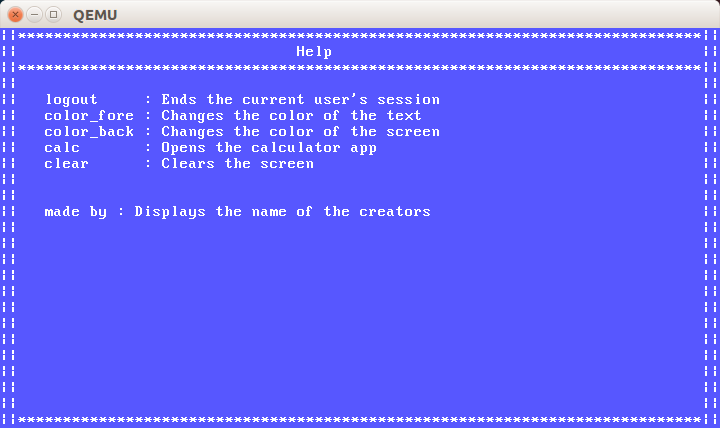 QEMU
****************************************************************************
Help
****************************************************************************
logout : Ends the current user's session
color_fore : Changes the color of the text
color_back : Changes the color of the screen
calc : Opens the calculator app
clear : Clears the screen
made by : Displays the name of the creators
****************************************************************************